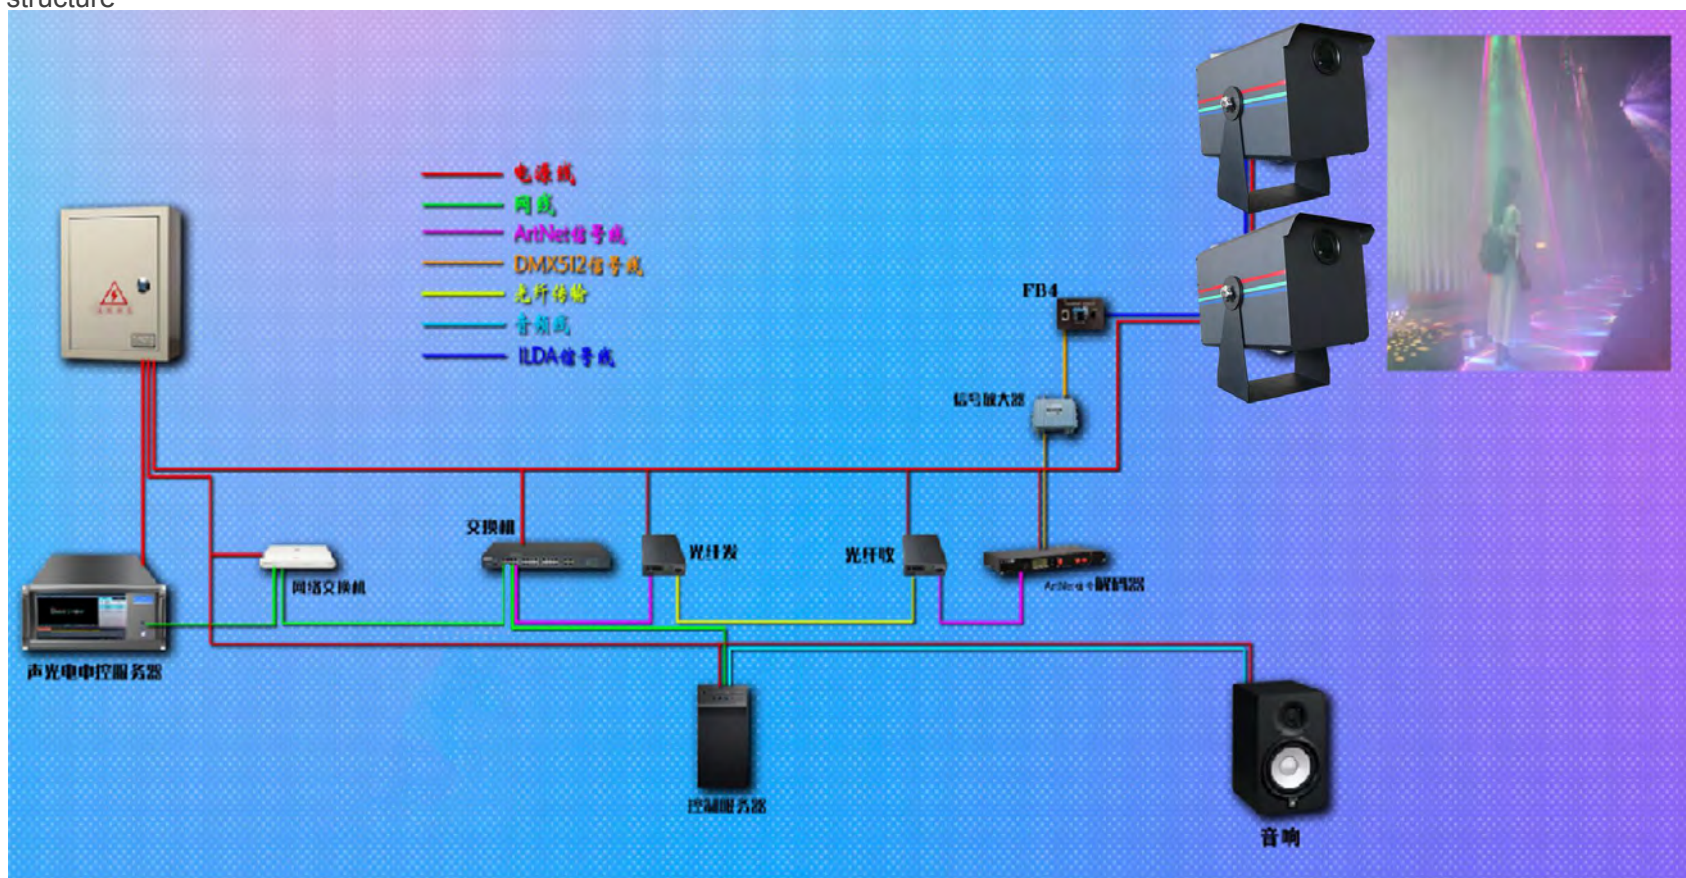 structure
电源线
网线
ArtNet信号线
DMX512信号线
光纤传输
音频线
ILDA信号线
FB4
信号放大器
交换机
光纤发
光纤收
网络交换机
ArtNet信号解码器
声光电中控服务器
控制服务器
音响